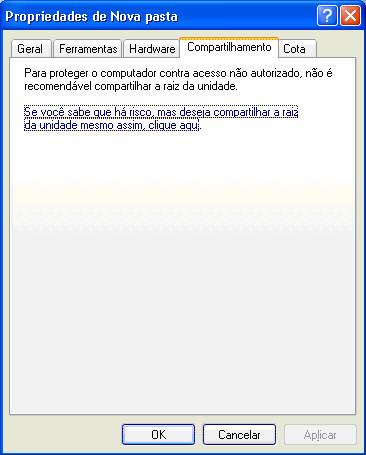 Propriedades de Nova pasta
Geral Ferramentas Hardware Compartilhamento Cota
Para proteger o computador contra acesso não autorizado, não é
recomendável compartilhar a raiz da unidade.
Se você sabe que há risco, mas deseja compartilhar a raiz
da unidade mesmo assim, clique aqui.
OK Cancelar Aplicar